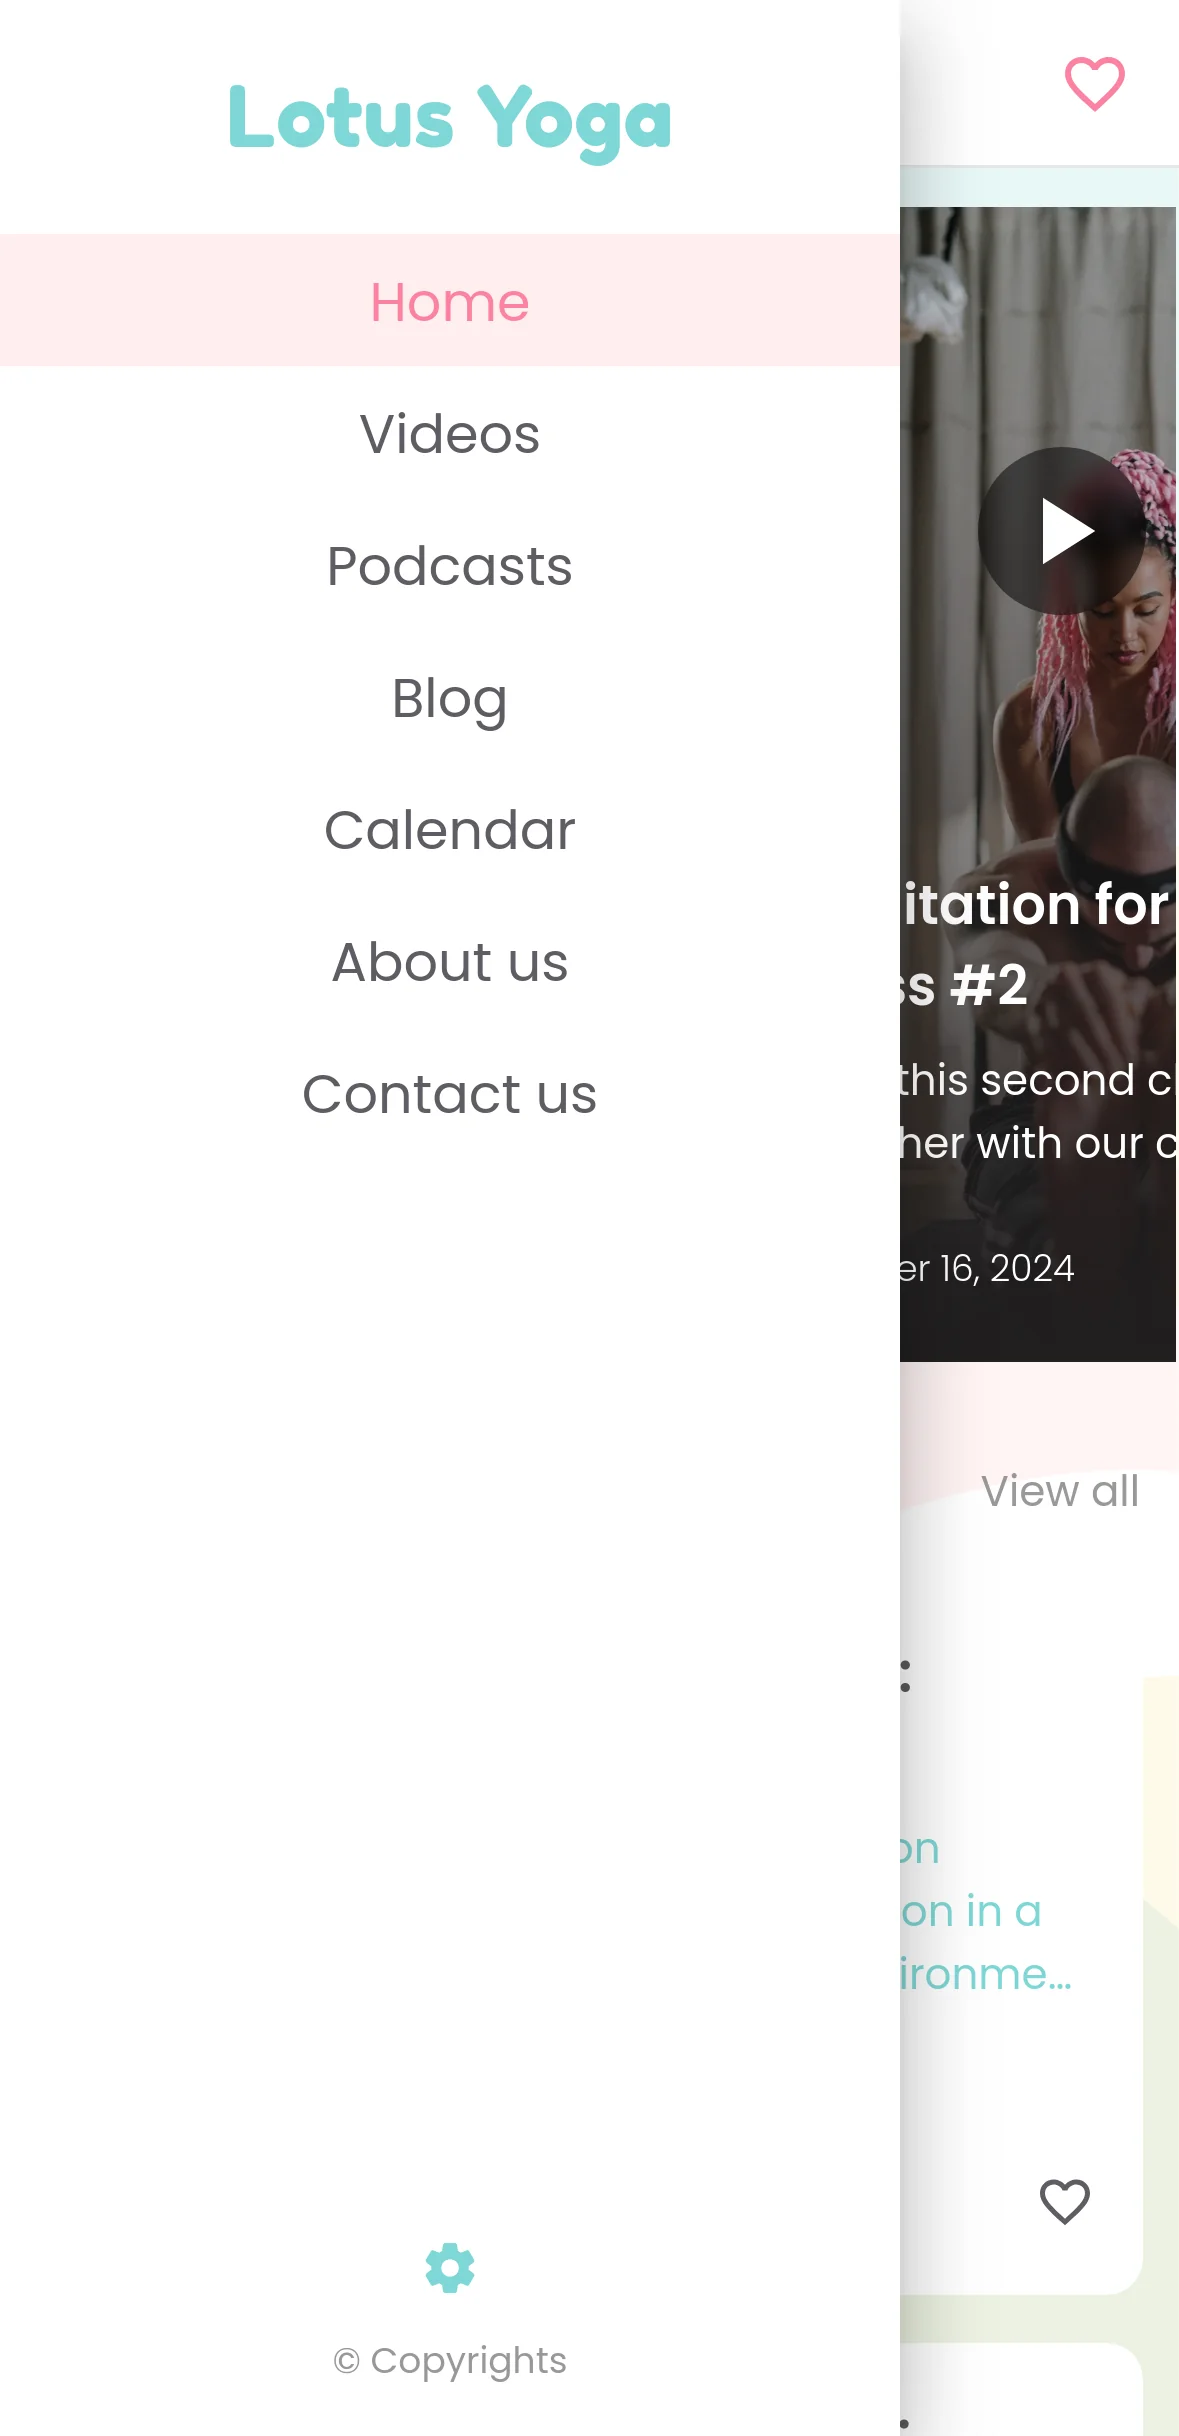 Lotus Yoga
Home
Videos
Podcasts
Blog
Calendar
About us
Contact us
© Copyrights
itation for
ss #2
this second c
her with our c
er 16, 2024
View all
:
on
on in a
ironme...